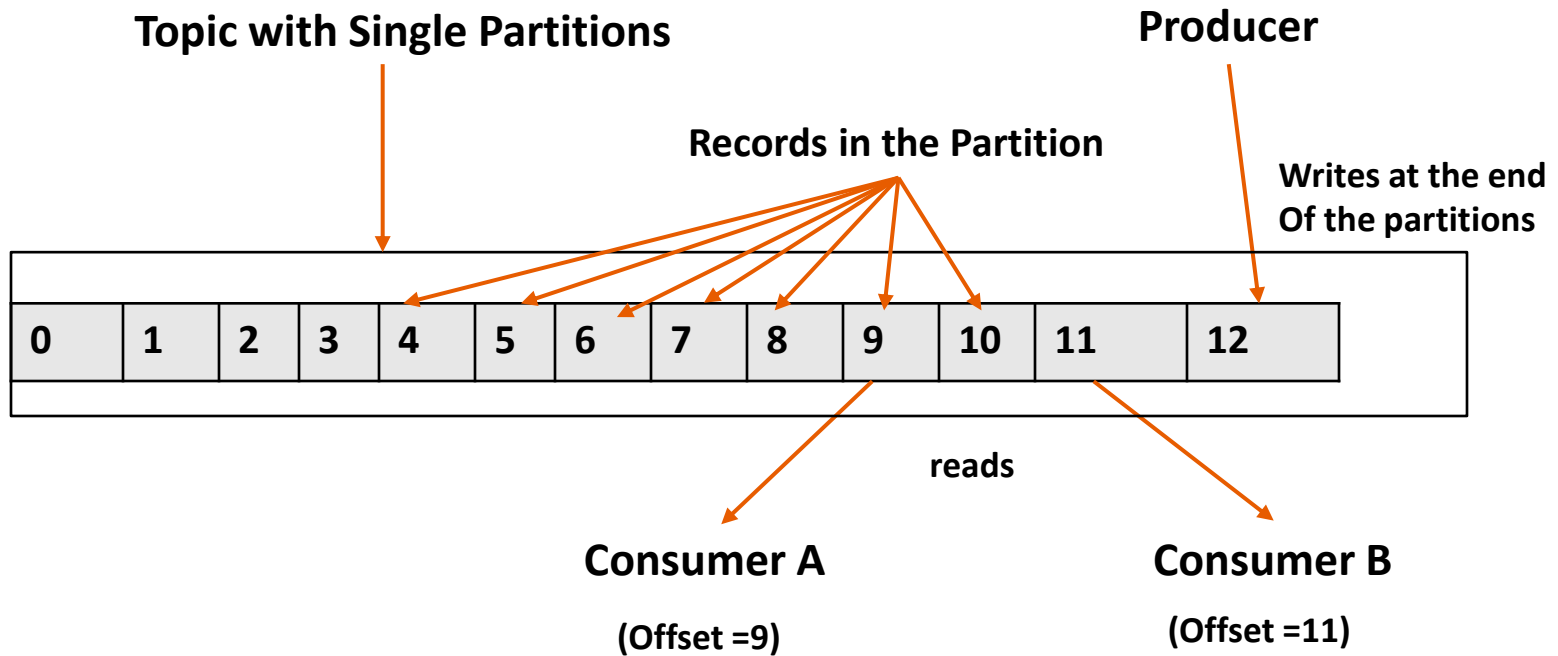 Topic with Single Partitions
Producer
Records in the Partition
Writes at the end
Of the partitions
0 1 2 3 4 5 6 7 8 9 10 11 12
reads
Consumer A
Consumer B
(Offset =9)
(Offset =11)